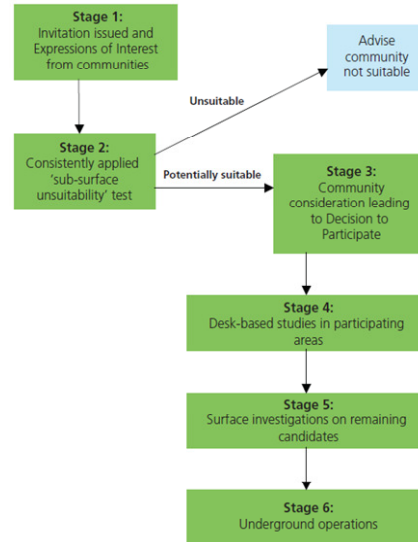 Stage 1:
Invitation issued and
Expressions of Interest
from communities
Advise
community
not suitable
Unsuitable
Stage 2:
Consistently applied
‘sub-surface
unsuitability’ test
Potentially suitable
Stage 3:
Community
consideration leading
to Decision to
Participate
Stage 4:
Desk-based studies in participating
areas
Stage 5:
Surface investigations on remaining
candidates
Stage 6:
Underground operations